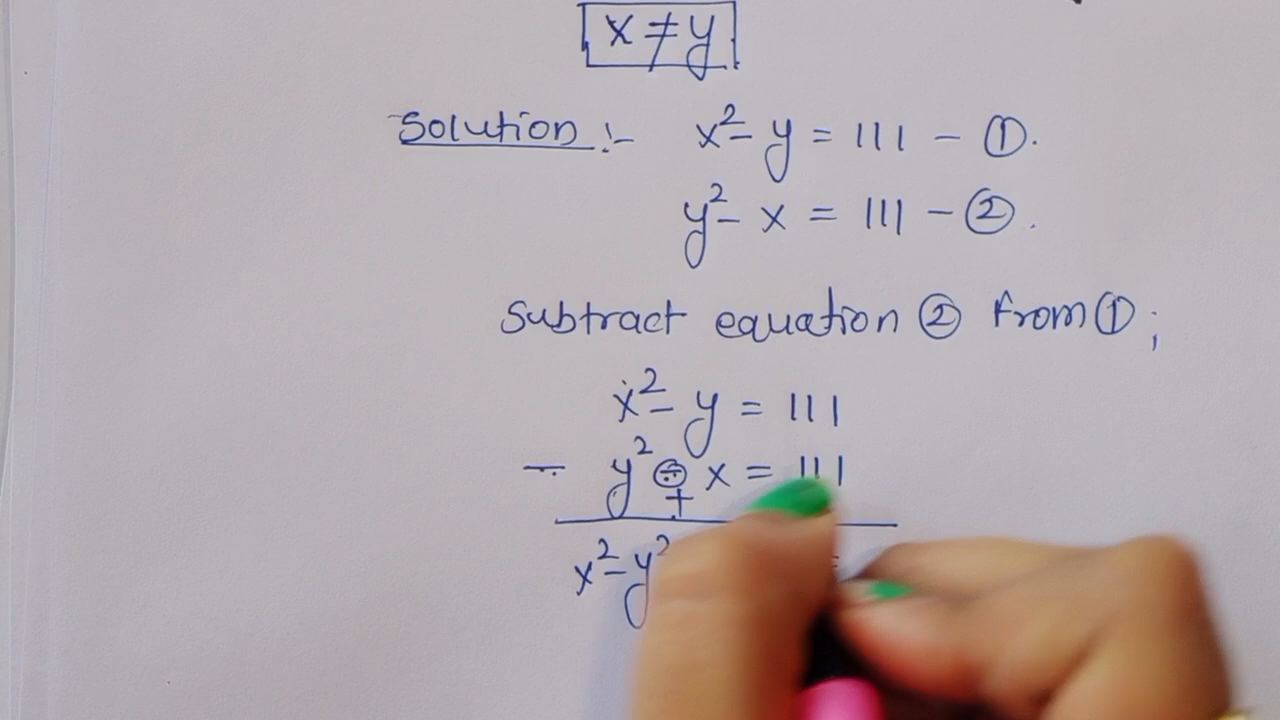 x ≠ y
Solution :- x² - y = 111 - ①.
y² - x = 111 - ②.
Subtract equation ② from ① ;
x² - y = 111
- y² - x = 111
+
x² - y²